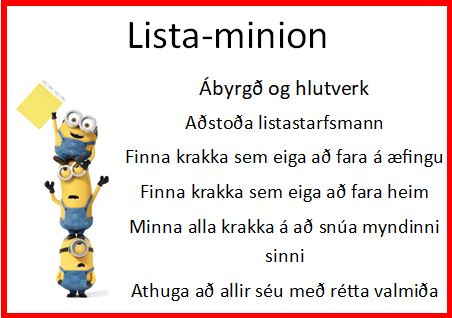 Lista-minion
Ábyrgð og hlutverk
Aðstoða listastarfsmann
Finna krakka sem eiga að fara á æfingu
Finna krakka sem eiga að fara heim
Minna alla krakka á að snúa myndinni
sinni
Athuga að allir séu með rétta valmiða